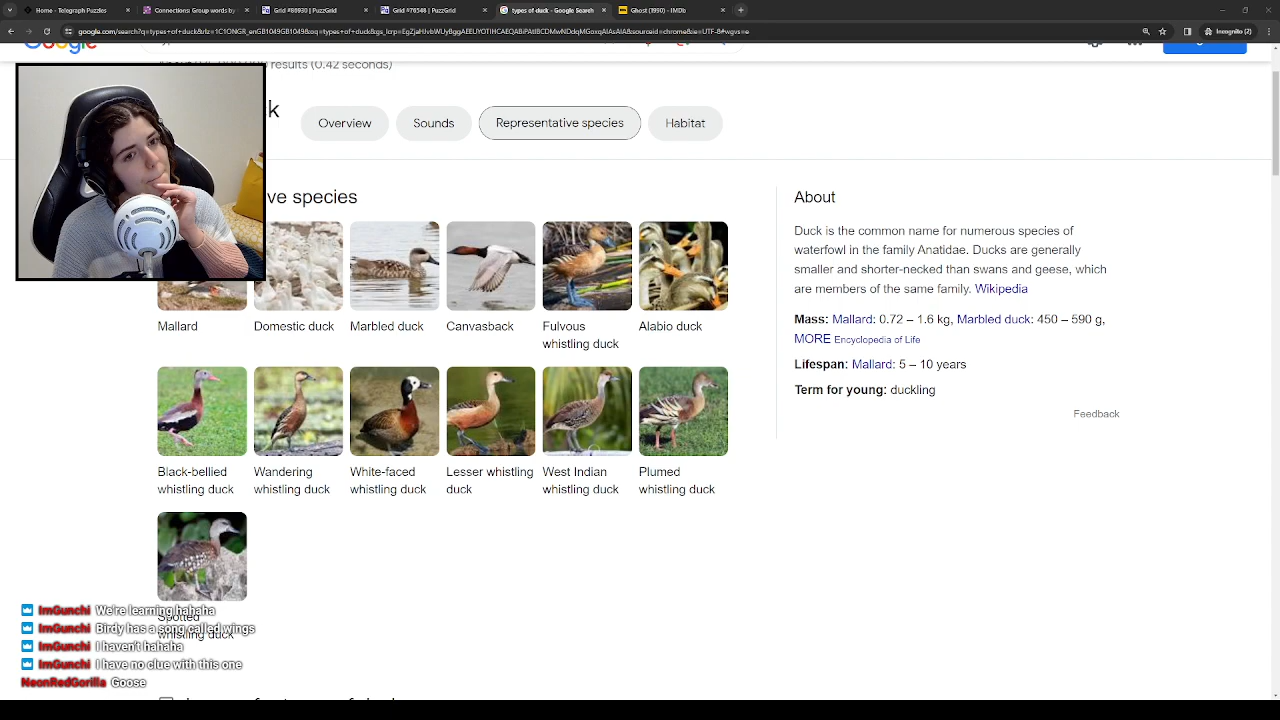 Home - Telegraph Puzzles
Connections: Group words by
Grid #86930 | PuzzGrid
Grid #76548 | PuzzGrid
types of duck - Google Search
Ghost (1990) - IMDb
Incognito (2)
results (0.42 seconds)
k
Overview
Sounds
Representative species
Habitat
ve species
Mallard
Domestic duck
Marbled duck
Canvasback
Fulvous
whistling duck
Alabio duck
Black-bellied
whistling duck
Wandering
whistling duck
White-faced
whistling duck
Lesser whistling
duck
West Indian
whistling duck
Plumed
whistling duck
Spotted
whistling duck
About
Duck is the common name for numerous species of
waterfowl in the family Anatidae. Ducks are generally
smaller and shorter-necked than swans and geese, which
are members of the same family. Wikipedia
Mass: Mallard: 0.72 – 1.6 kg, Marbled duck: 450 – 590 g,
MORE Encyclopedia of Life
Lifespan: Mallard: 5 – 10 years
Term for young: duckling
Feedback
ImGunchi We're learning hahaha
ImGunchi Birdy has a song called wings
ImGunchi I haven't hahaha
ImGunchi I have no clue with this one
NeonRedGorilla Goose